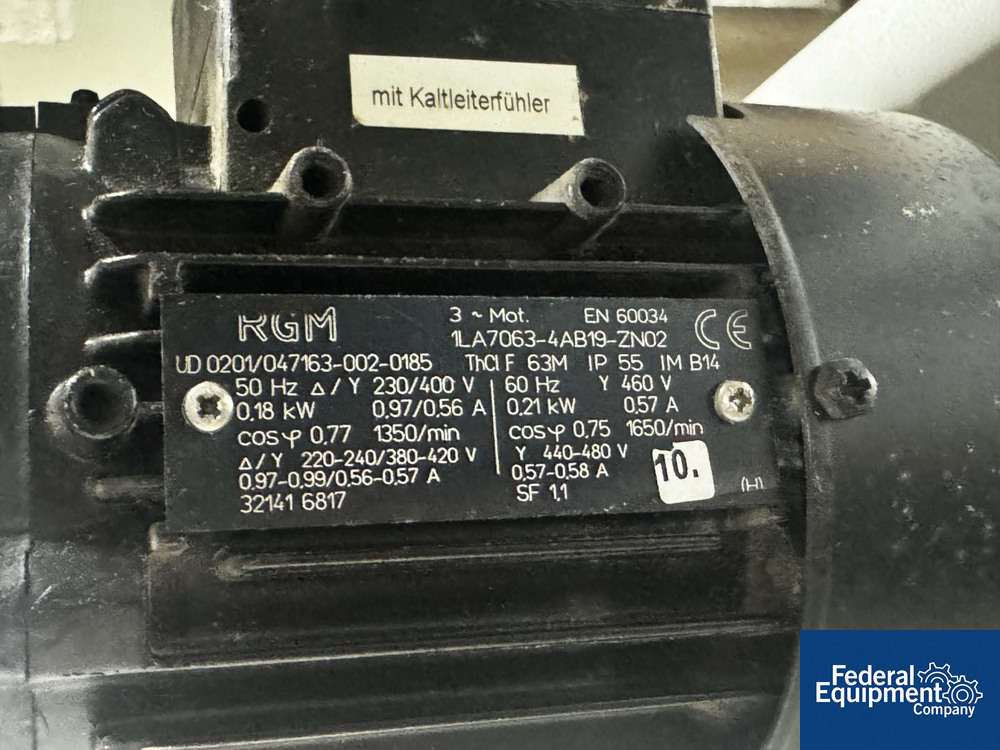 mit Kaltleiterfühler
RGM 3 ~ Mot. EN 60034 CE
1LA7063-4AB19-ZN02
UD 0201/047163-002-0185 ThCl F 63M IP 55 IM B14
50 Hz Δ/Y 230/400 V 60 Hz Y 460 V
0,18 kW 0,97/0,56 A 0,21 kW 0,57 A
cosφ 0,77 1350/min cosφ 0,75 1650/min
Δ/Y 220-240/380-420 V Y 440-480 V
0,97-0,99/0,56-0,57 A 0,57-0,58 A
32141 6817 SF 1,1
10.
(H)
Federal
Equipment
Company